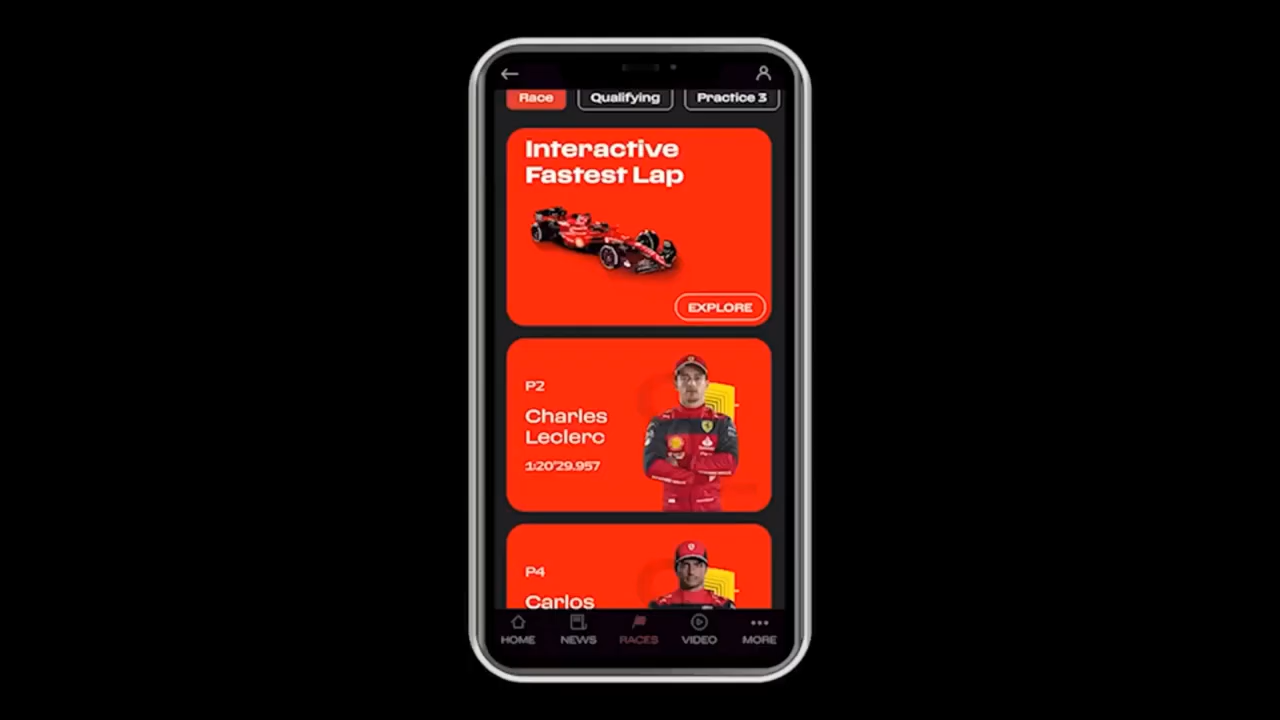 Race Qualifying Practice 3
Interactive
Fastest Lap
EXPLORE
P2
Charles
Leclerc
1:20'29.957
P4
Carlos
HOME NEWS RACES VIDEO MORE